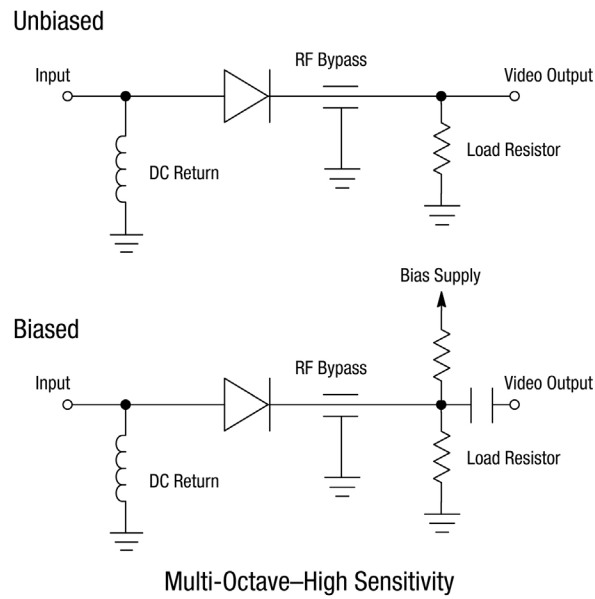 Unbiased
Input
RF Bypass
Video Output
DC Return
Load Resistor
Bias Supply
Biased
Input
RF Bypass
Video Output
DC Return
Load Resistor
Multi-Octave–High Sensitivity